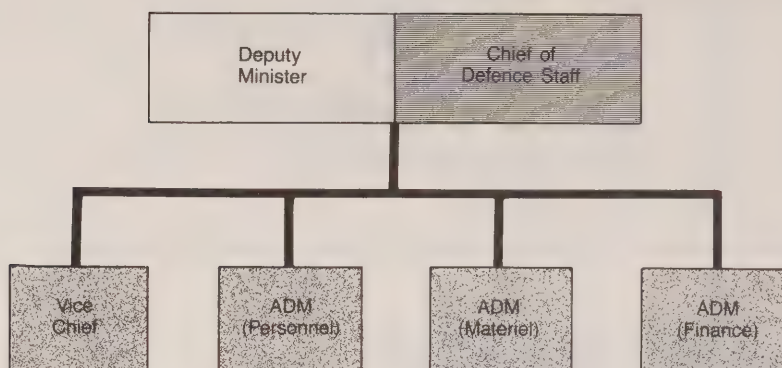 Deputy
Minister
Chief of
Defence Staff
Vice
Chief
ADM
(Personnel)
ADM
(Materiel)
ADM
(Finance)